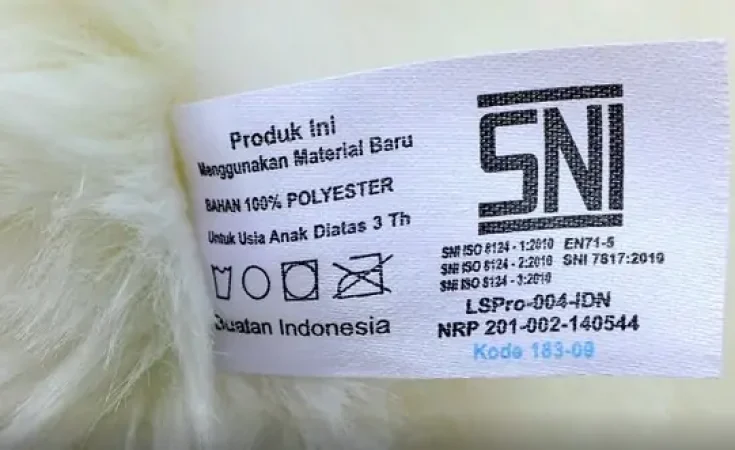 Produk Ini
Menggunakan Material Baru
BAHAN 100% POLYESTER
Untuk Usia Anak Diatas 3 Th
Buatan Indonesia
SNI
SNI ISO 8124 - 1:2010 EN71-5
SNI ISO 8124 - 2:2010 SNI 7617:2010
SNI ISO 8124 - 3:2010
LSPro-004-IDN
NRP 201-002-140544
Kode 183-09